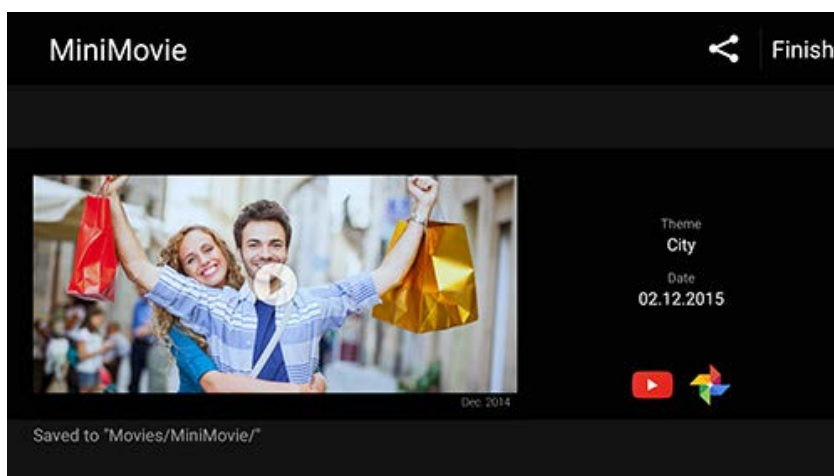 MiniMovie
Finish
Theme
City
Date
02.12.2015
Dec. 2014
Saved to "Movies/MiniMovie/"